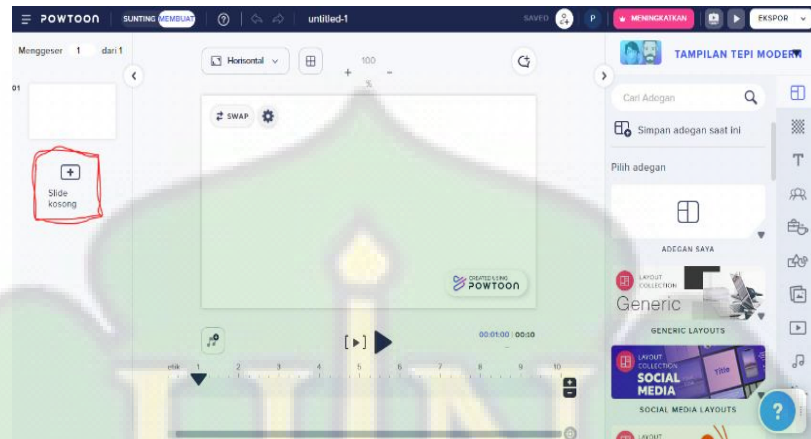 POWTOON SUNTING MEMBUAT untitled-1 SAVED P MENINGKATKAN EKSPOR
Menggeser 1 dari 1
01
Slide
kosong
Horisontal
100
%
SWAP
CREATED USING
POWTOON
00:01:00 00:10
etik 1 2 3 4 5 6 7 8 9 10
TAMPILAN TEPI MODERN
Cari Adegan
Simpan adegan saat ini
Pilih adegan
ADEGAN SAYA
LAYOUT
COLLECTION
Generic
GENERIC LAYOUTS
LAYOUT
COLLECTION
SOCIAL
MEDIA
Title
SOCIAL MEDIA LAYOUTS
LAYOUT
UIN